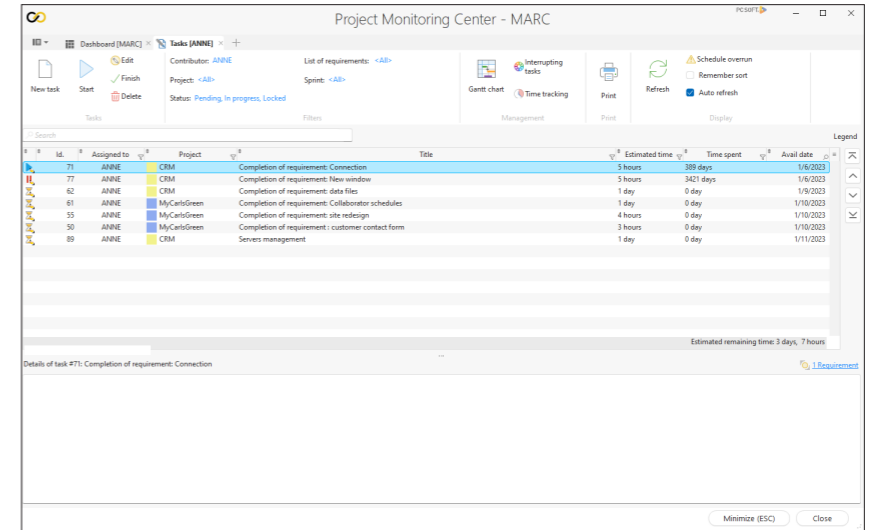 PC SOFT
Project Monitoring Center - MARC
Dashboard [MARC] × Tasks [ANNE] × +
New task
Start
Edit
Finish
Delete
Tasks
Contributor: ANNE
Project: <All>
Status: Pending, In progress, Locked
List of requirements: <All>
Sprint: <All>
Filters
Gantt chart
Interrupting tasks
Time tracking
Management
Print
Print
Refresh
Schedule overrun
Remember sort
Auto refresh
Display
Search
Legend
Id. Assigned to Project Title Estimated time Time spent Avail date
71 ANNE CRM Completion of requirement: Connection 5 hours 389 days 1/6/2023
77 ANNE CRM Completion of requirement: New window 5 hours 3421 days 1/6/2023
62 ANNE CRM Completion of requirement: data files 1 day 0 day 1/9/2023
61 ANNE MyCarIsGreen Completion of requirement: Collaborator schedules 1 day 0 day 1/10/2023
55 ANNE MyCarIsGreen Completion of requirement: site redesign 4 hours 0 day 1/10/2023
50 ANNE MyCarIsGreen Completion of requirement : customer contact form 3 hours 0 day 1/10/2023
89 ANNE CRM Servers management 1 day 0 day 1/11/2023
Estimated remaining time: 3 days, 7 hours
...
Details of task #71: Completion of requirement: Connection
1 Requirement
Minimize (ESC)
Close